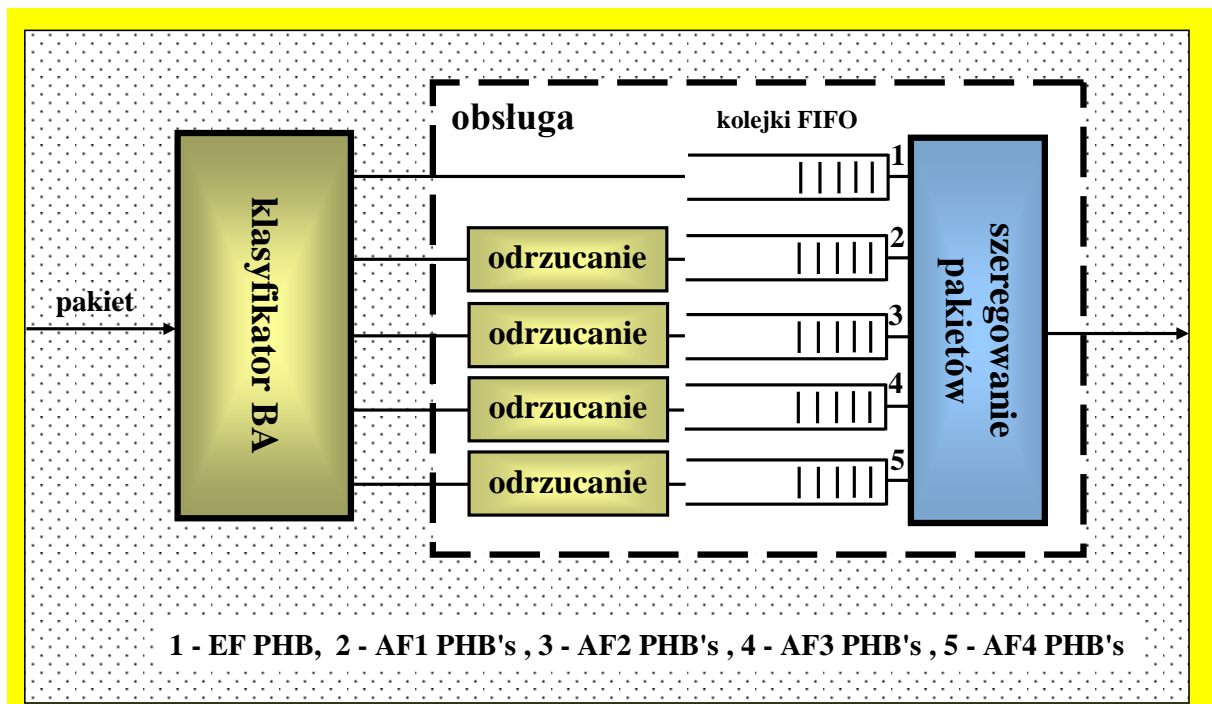 obsługa
kolejki FIFO
pakiet
klasyfikator BA
odrzucanie
odrzucanie
odrzucanie
odrzucanie
1
2
3
4
5
szeregowanie
pakietów
1 - EF PHB, 2 - AF1 PHB's , 3 - AF2 PHB's , 4 - AF3 PHB's , 5 - AF4 PHB's